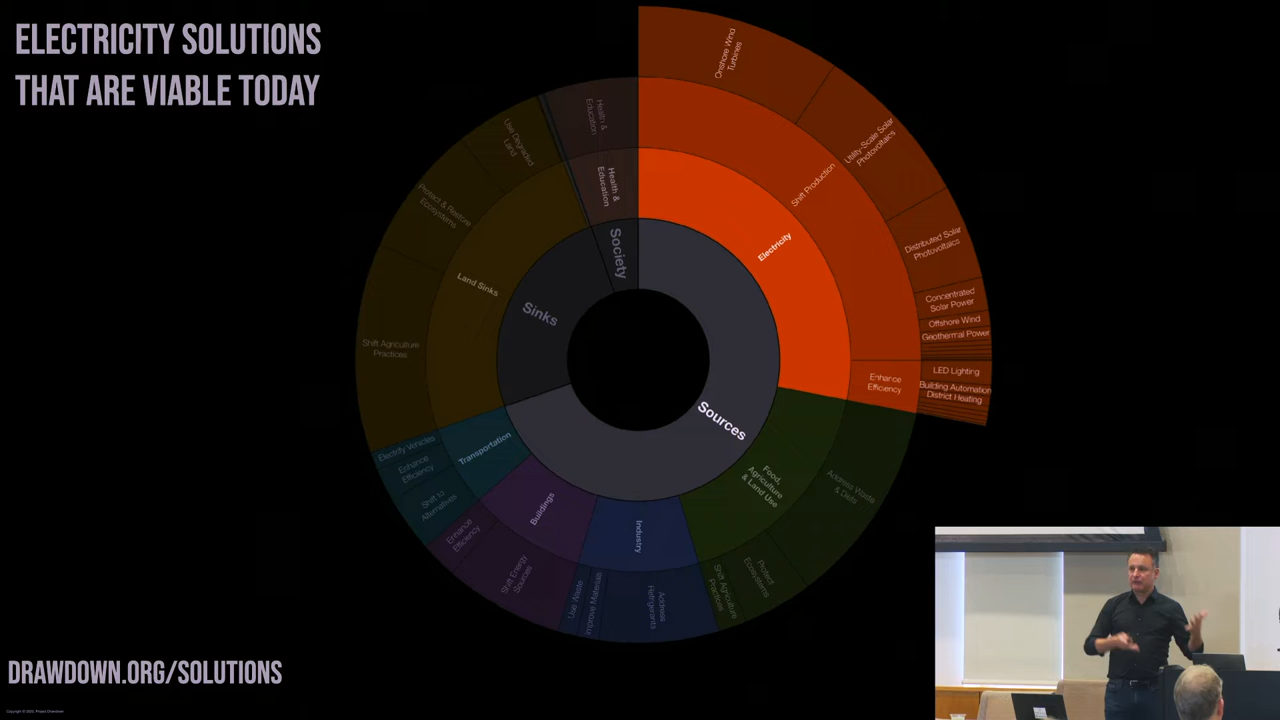 ELECTRICITY SOLUTIONS
THAT ARE VIABLE TODAY
Onshore Wind
Turbines
Utility-Scale Solar
Photovoltaics
Distributed Solar
Photovoltaics
Concentrated
Solar Power
Offshore Wind
Geothermal Power
LED Lighting
Building Automation
District Heating
Shift Production
Enhance
Efficiency
Electricity
Sources
Food,
Agriculture
& Land Use
Address Waste
& Diets
Protect
Ecosystems
Shift Agriculture
Practices
Industry
Address
Refrigerants
Improve Materials
Use Waste
Buildings
Shift Energy
Sources
Enhance
Efficiency
Transportation
Shift to
Alternatives
Enhance
Efficiency
Electrify Vehicles
Sinks
Land Sinks
Shift Agriculture
Practices
Protect & Restore
Ecosystems
Use Degraded
Land
Society
Health &
Education
Health &
Education
DRAWDOWN.ORG/SOLUTIONS